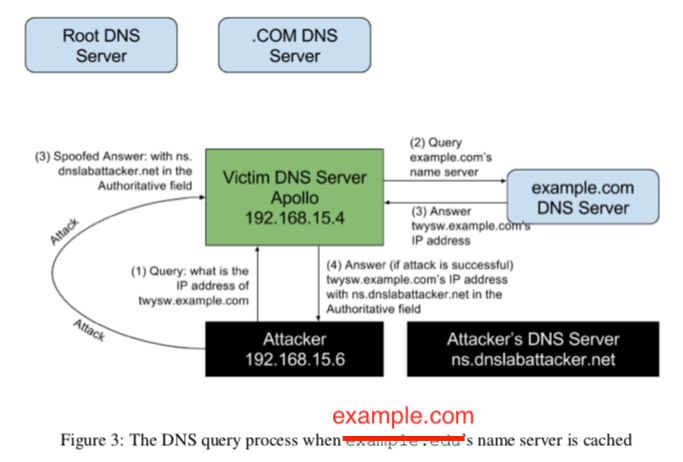 Root DNS
Server
.COM DNS
Server
(3) Spoofed Answer: with ns.
dnslabattacker.net in the
Authoritative field
Victim DNS Server
Apollo
192.168.15.4
(2) Query
example.com's
name server
example.com
DNS Server
(3) Answer
twysw.example.com's
IP address
Attack
(1) Query: what is the
IP address of
twysw.example.com
(4) Answer (if attack is successful)
twysw.example.com's IP address
with ns.dnslabattacker.net in the
Authoritative field
Attack
Attacker
192.168.15.6
Attacker's DNS Server
ns.dnslabattacker.net
example.com
Figure 3: The DNS query process when example.edu's name server is cached